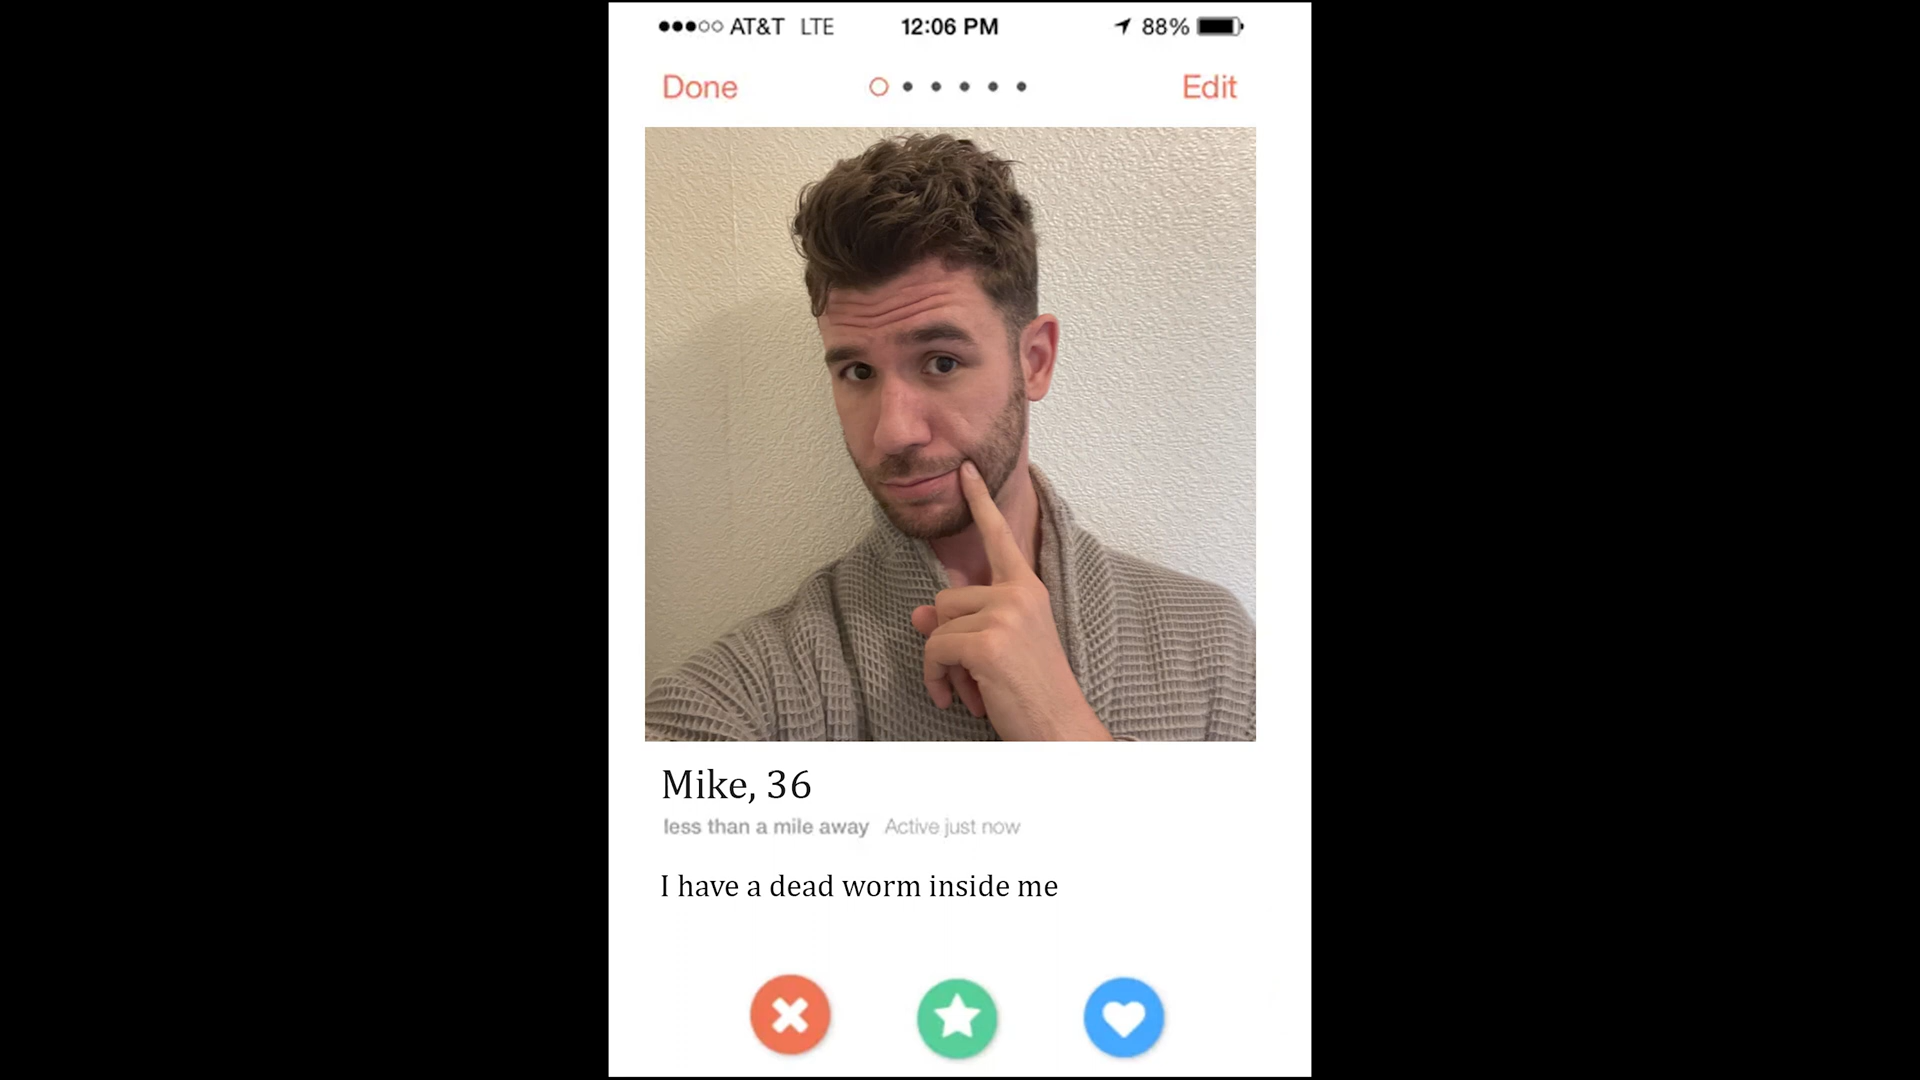 AT&T LTE 12:06 PM 88%
Done Edit
Mike, 36
less than a mile away Active just now
I have a dead worm inside me